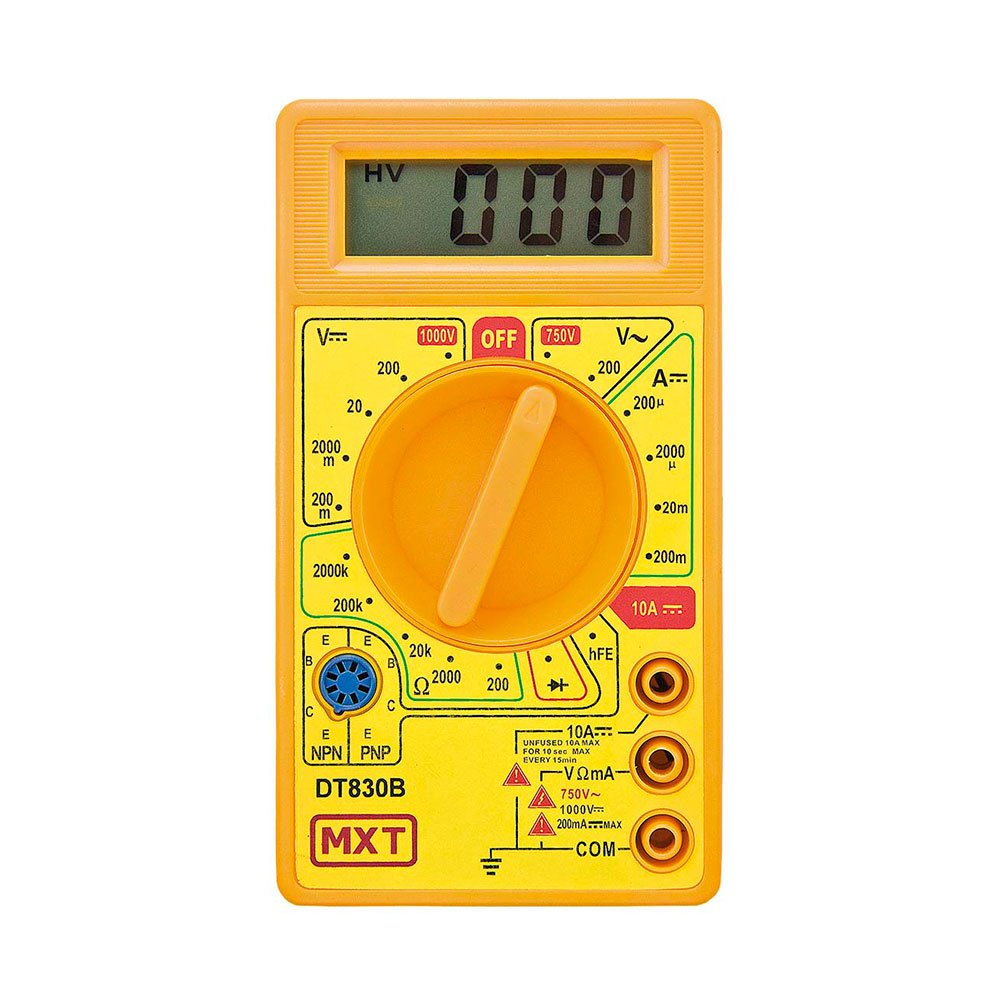 HV
000
V⎓
1000V
OFF
750V
V~
200
200
A⎓
20
200µ
2000
m
2000
µ
200
m
20m
2000k
200m
200k
10A⎓
E E
B B
20k
hFE
Ω 2000
200
C C
E E
NPN PNP
10A⎓
UNFUSED 10A MAX
FOR 10 sec MAX
EVERY 15min
VΩmA
DT830B
750V~
1000V⎓
200mA⎓MAX
MXT
COM